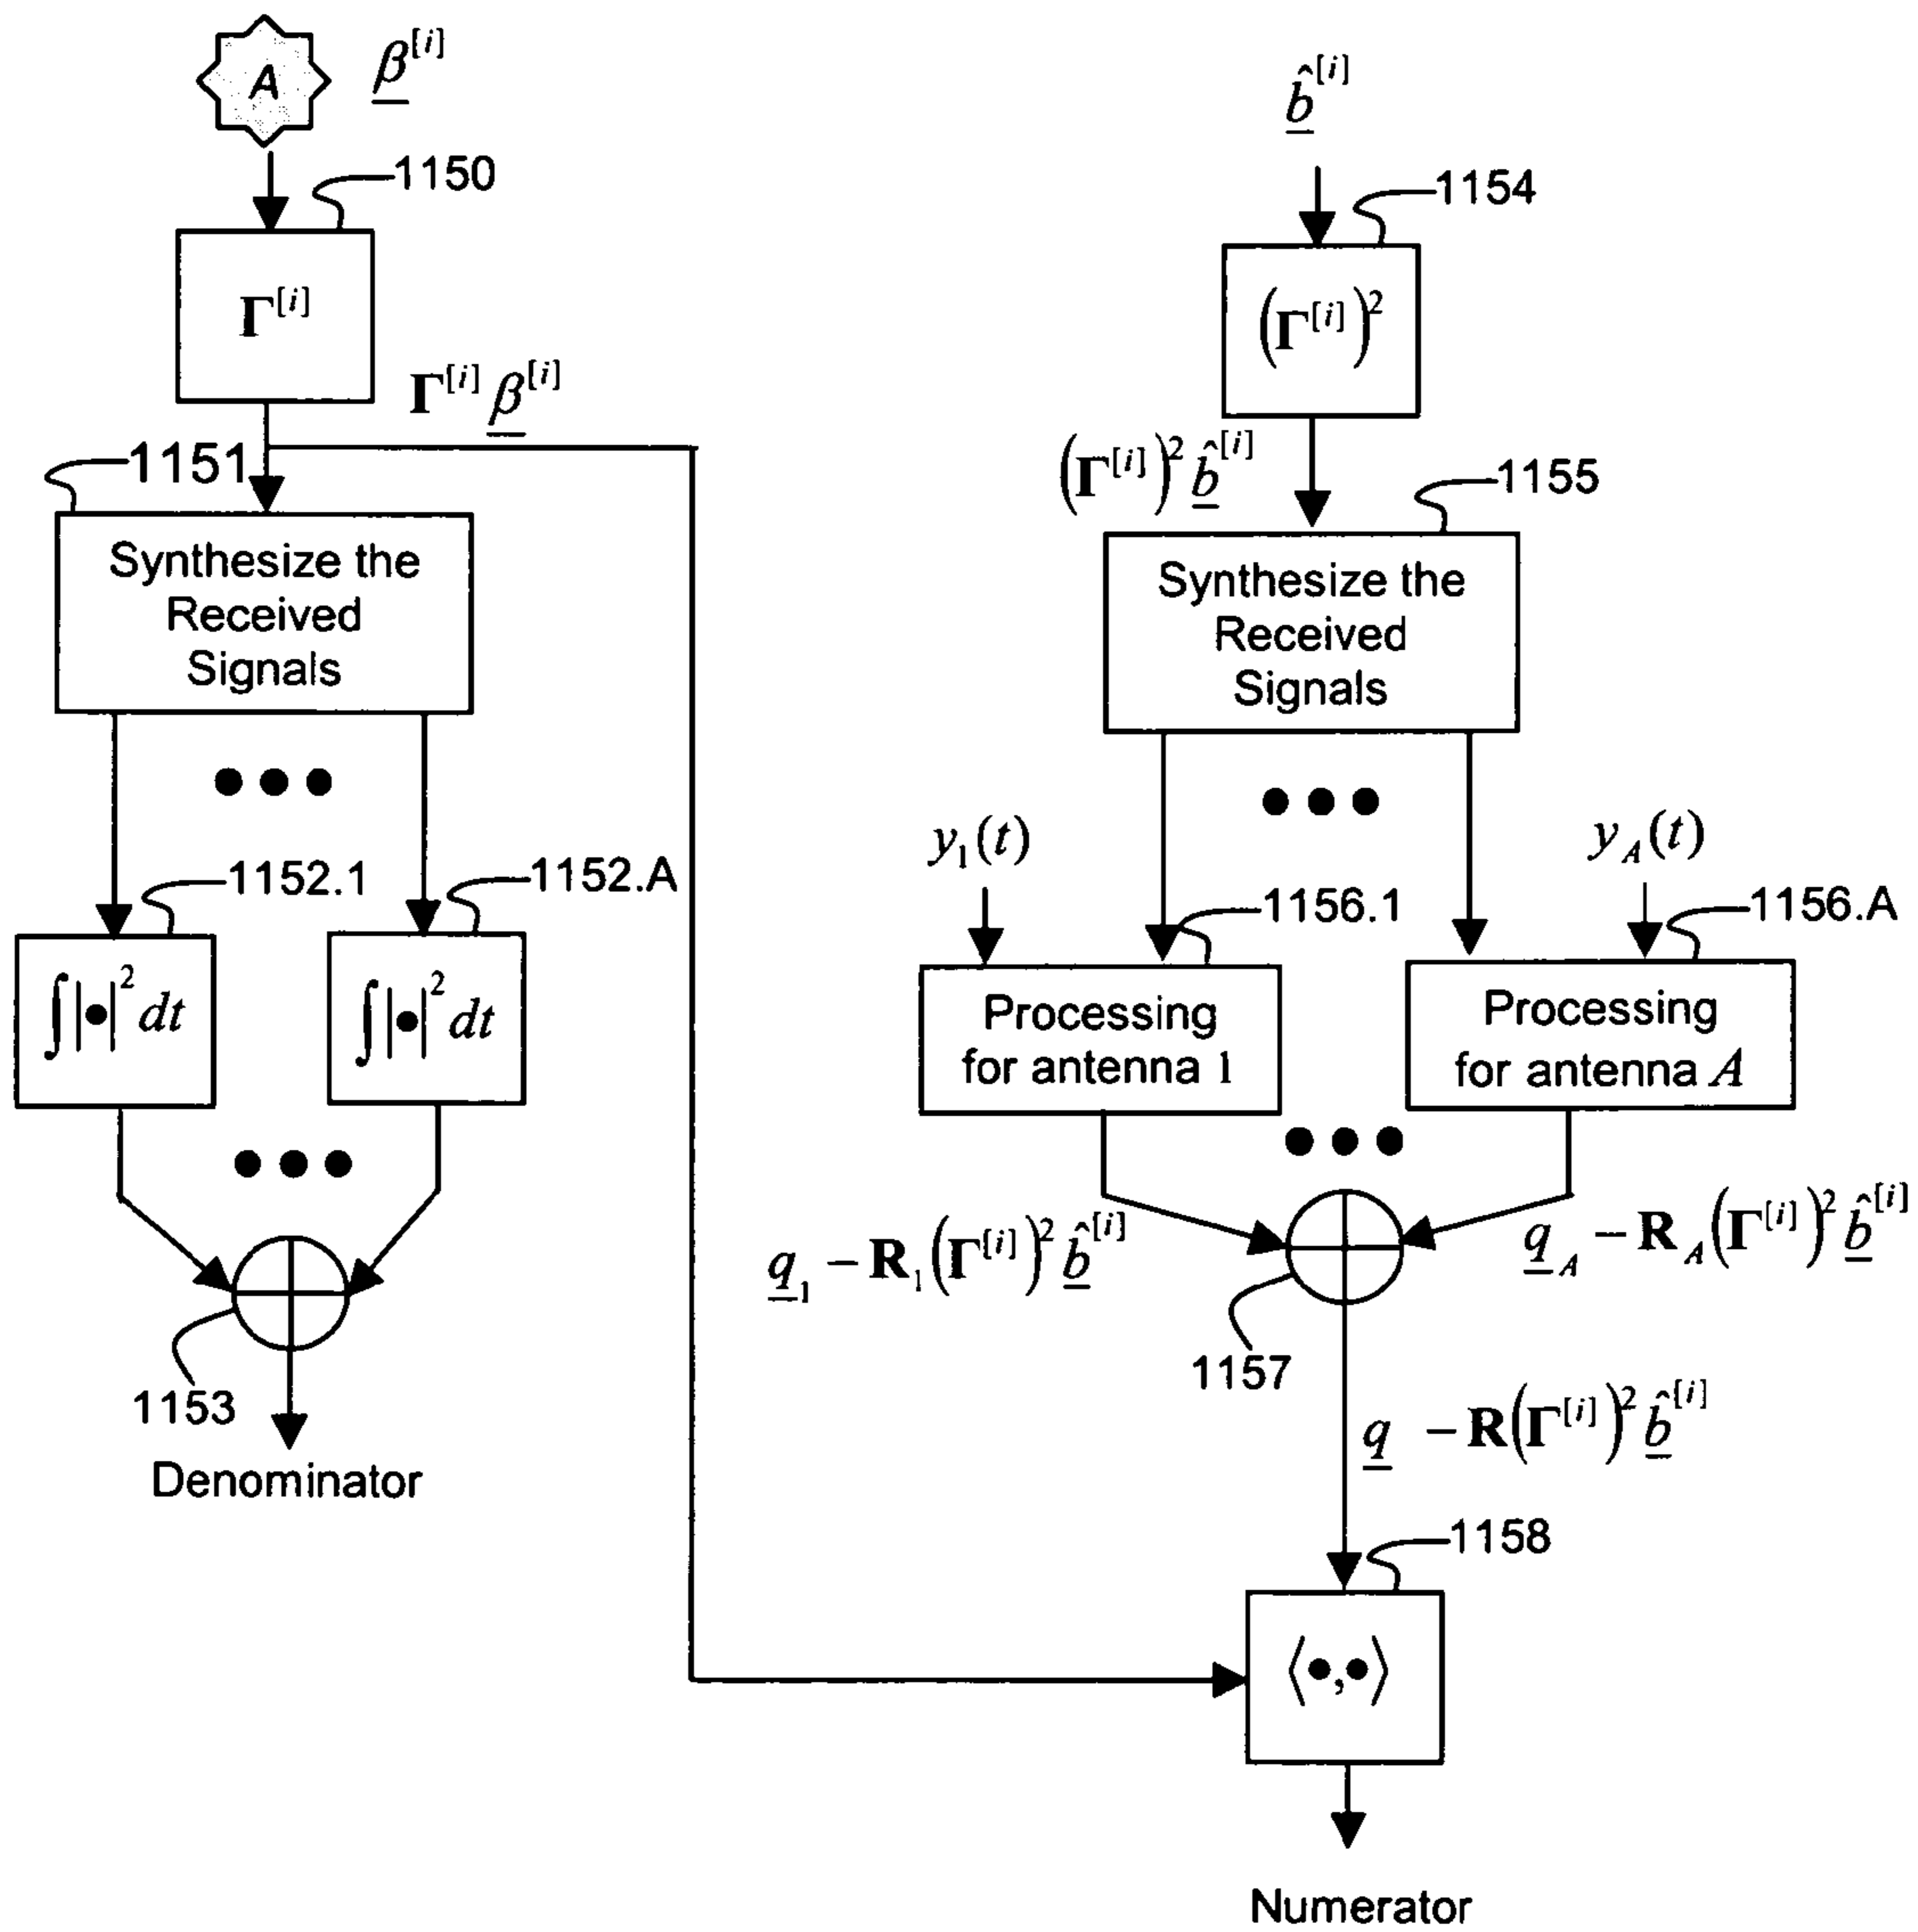 A
β^[i]
1150
Γ^[i]
Γ^[i] β^[i]
1151
Synthesize the
Received
Signals
1152.1
1152.A
∫|•|² dt
∫|•|² dt
1153
Denominator
b̂^[i]
1154
(Γ^[i])²
(Γ^[i])² b̂^[i]
1155
Synthesize the
Received
Signals
y₁(t)
y_A(t)
1156.1
1156.A
Processing
for antenna 1
Processing
for antenna A
q₁ − R₁(Γ^[i])² b̂^[i]
q_A − R_A(Γ^[i])² b̂^[i]
1157
q − R(Γ^[i])² b̂^[i]
1158
⟨•,•⟩
Numerator